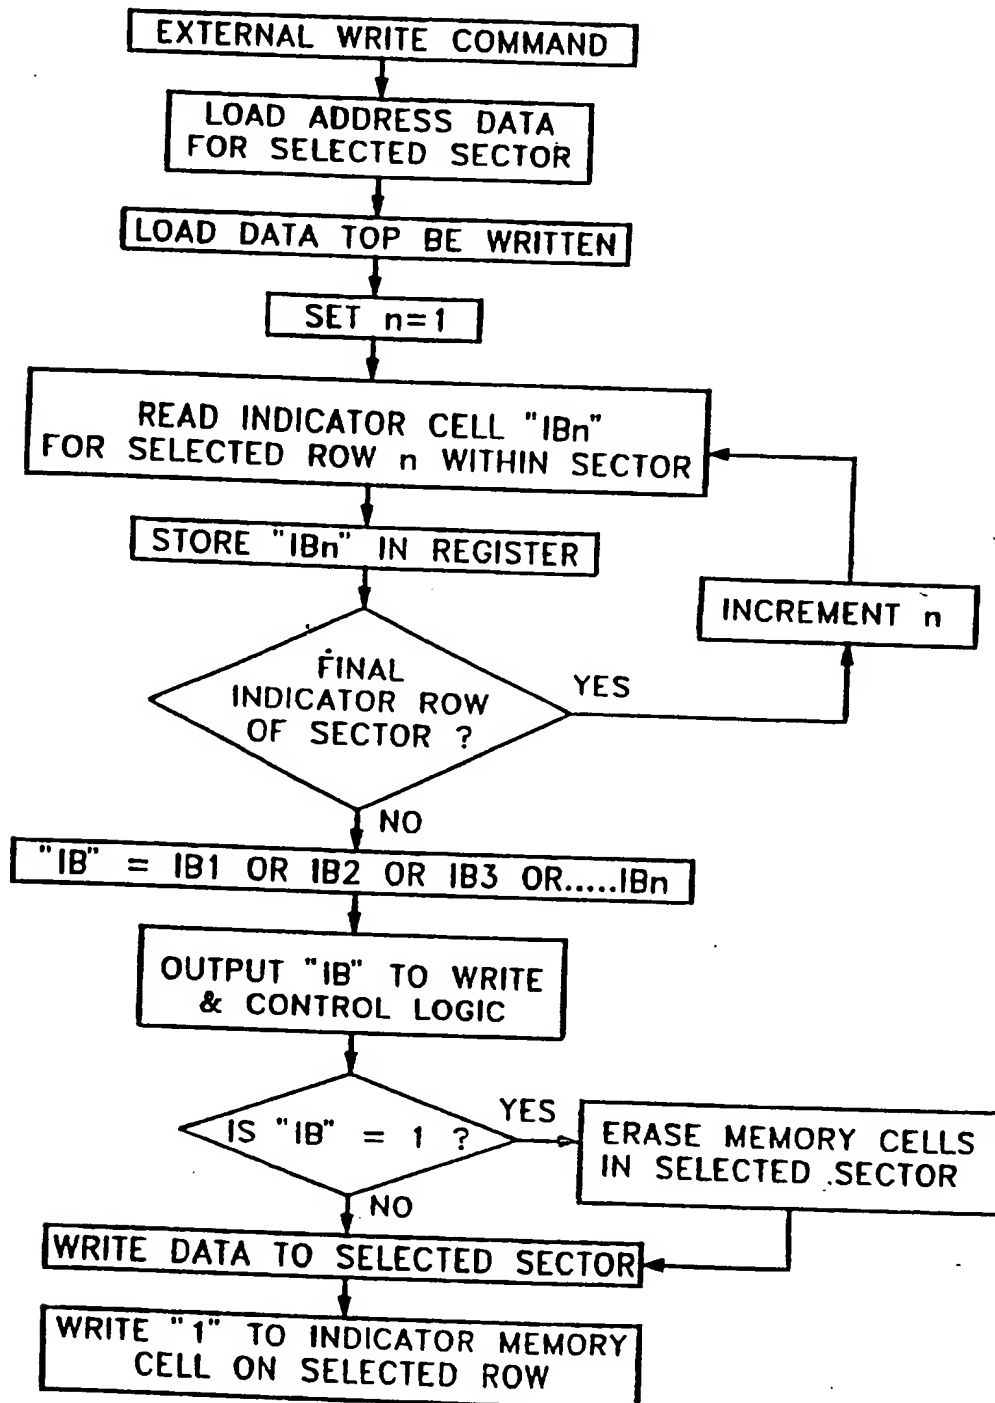 EXTERNAL WRITE COMMAND
LOAD ADDRESS DATA
FOR SELECTED SECTOR
LOAD DATA TOP BE WRITTEN
SET n=1
READ INDICATOR CELL "IBn"
FOR SELECTED ROW n WITHIN SECTOR
STORE "IBn" IN REGISTER
INCREMENT n
FINAL
INDICATOR ROW
OF SECTOR ?
YES
NO
"IB" = IB1 OR IB2 OR IB3 OR.....IBn
OUTPUT "IB" TO WRITE
& CONTROL LOGIC
IS "IB" = 1 ?
YES
ERASE MEMORY CELLS
IN SELECTED SECTOR
NO
WRITE DATA TO SELECTED SECTOR
WRITE "1" TO INDICATOR MEMORY
CELL ON SELECTED ROW